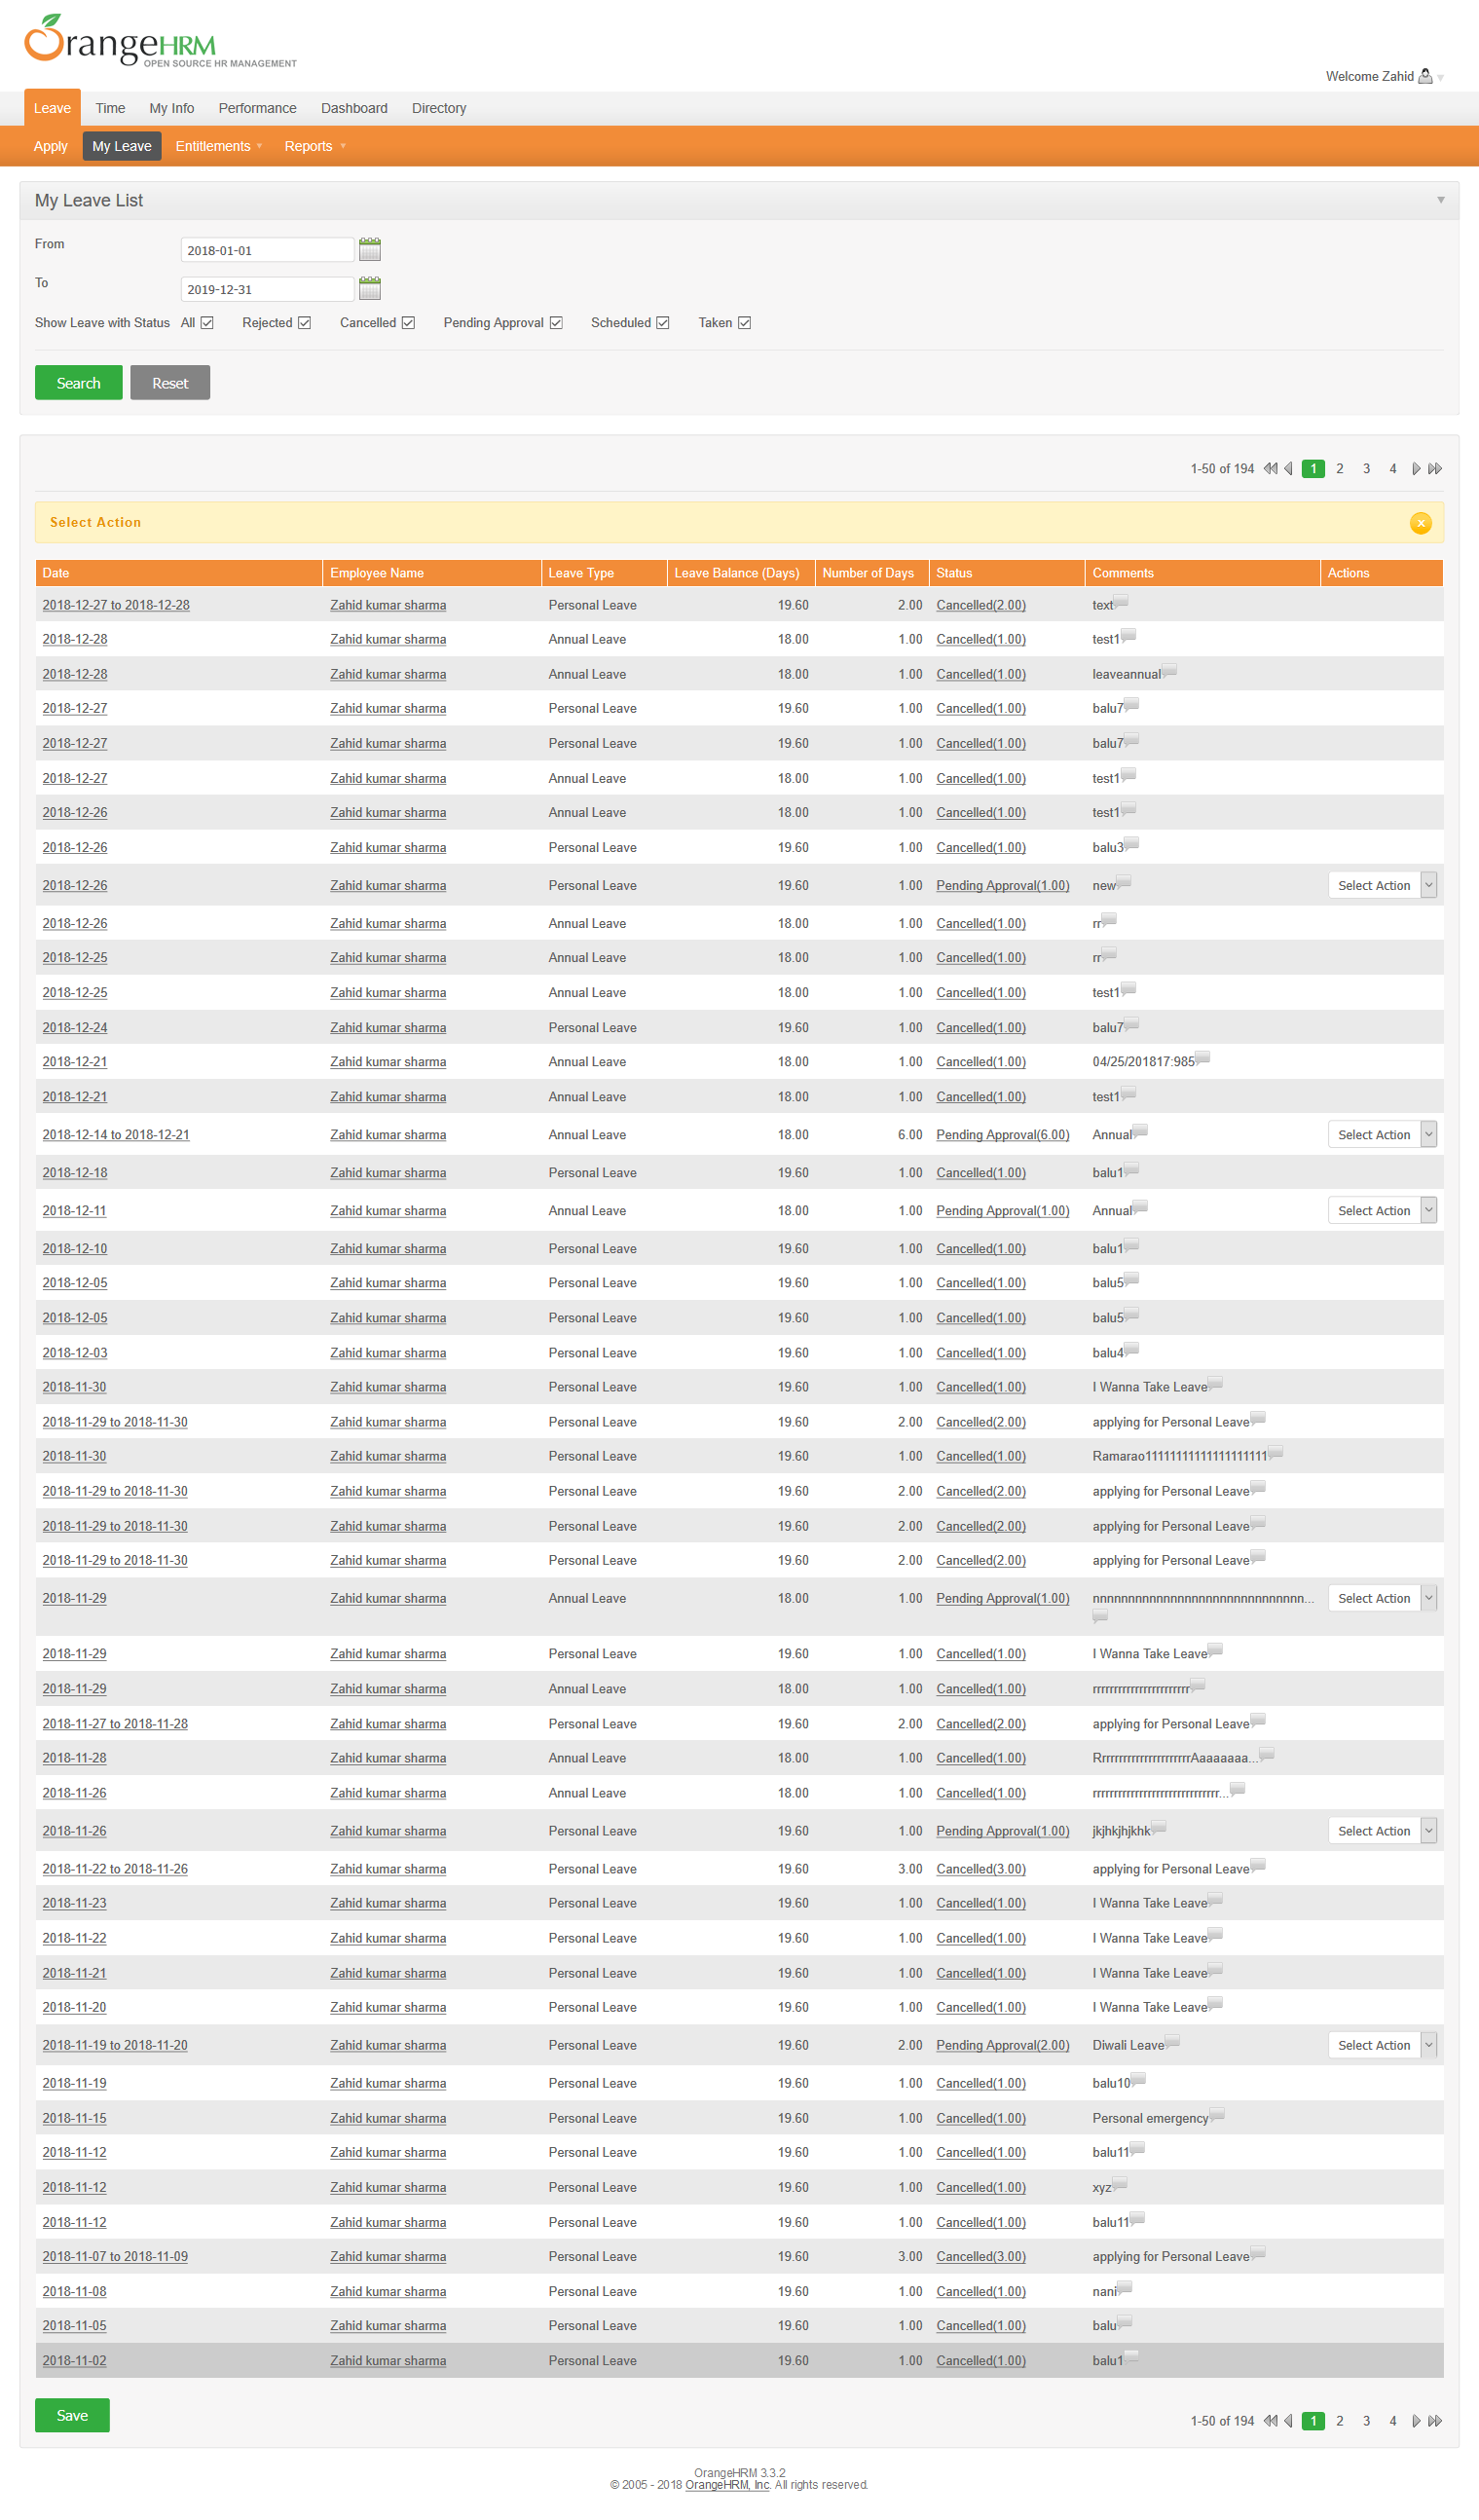 OrangeHRM
OPEN SOURCE HR MANAGEMENT
Welcome Zahid
Leave Time My Info Performance Dashboard Directory
Apply My Leave Entitlements Reports
My Leave List
From 2018-01-01
To 2019-12-31
Show Leave with Status All Rejected Cancelled Pending Approval Scheduled Taken
Search Reset
1-50 of 194 1 2 3 4
Select Action
Date Employee Name Leave Type Leave Balance (Days) Number of Days Status Comments Actions
2018-12-27 to 2018-12-28 Zahid kumar sharma Personal Leave 19.60 2.00 Cancelled(2.00) text
2018-12-28 Zahid kumar sharma Annual Leave 18.00 1.00 Cancelled(1.00) test1
2018-12-28 Zahid kumar sharma Annual Leave 18.00 1.00 Cancelled(1.00) leaveannual
2018-12-27 Zahid kumar sharma Personal Leave 19.60 1.00 Cancelled(1.00) balu7
2018-12-27 Zahid kumar sharma Personal Leave 19.60 1.00 Cancelled(1.00) balu7
2018-12-27 Zahid kumar sharma Annual Leave 18.00 1.00 Cancelled(1.00) test1
2018-12-26 Zahid kumar sharma Annual Leave 18.00 1.00 Cancelled(1.00) test1
2018-12-26 Zahid kumar sharma Personal Leave 19.60 1.00 Cancelled(1.00) balu3
2018-12-26 Zahid kumar sharma Personal Leave 19.60 1.00 Pending Approval(1.00) new Select Action
2018-12-26 Zahid kumar sharma Annual Leave 18.00 1.00 Cancelled(1.00) rr
2018-12-25 Zahid kumar sharma Annual Leave 18.00 1.00 Cancelled(1.00) rr
2018-12-25 Zahid kumar sharma Annual Leave 18.00 1.00 Cancelled(1.00) test1
2018-12-24 Zahid kumar sharma Personal Leave 19.60 1.00 Cancelled(1.00) balu7
2018-12-21 Zahid kumar sharma Annual Leave 18.00 1.00 Cancelled(1.00) 04/25/201817:985
2018-12-21 Zahid kumar sharma Annual Leave 18.00 1.00 Cancelled(1.00) test1
2018-12-14 to 2018-12-21 Zahid kumar sharma Annual Leave 18.00 6.00 Pending Approval(6.00) Annual Select Action
2018-12-18 Zahid kumar sharma Personal Leave 19.60 1.00 Cancelled(1.00) balu1
2018-12-11 Zahid kumar sharma Annual Leave 18.00 1.00 Pending Approval(1.00) Annual Select Action
2018-12-10 Zahid kumar sharma Personal Leave 19.60 1.00 Cancelled(1.00) balu1
2018-12-05 Zahid kumar sharma Personal Leave 19.60 1.00 Cancelled(1.00) balu5
2018-12-05 Zahid kumar sharma Personal Leave 19.60 1.00 Cancelled(1.00) balu5
2018-12-03 Zahid kumar sharma Personal Leave 19.60 1.00 Cancelled(1.00) balu4
2018-11-30 Zahid kumar sharma Personal Leave 19.60 1.00 Cancelled(1.00) I Wanna Take Leave
2018-11-29 to 2018-11-30 Zahid kumar sharma Personal Leave 19.60 2.00 Cancelled(2.00) applying for Personal Leave
2018-11-30 Zahid kumar sharma Personal Leave 19.60 1.00 Cancelled(1.00)
2018-11-29 to 2018-11-30 Zahid kumar sharma Personal Leave 19.60 2.00 Cancelled(2.00) applying for Personal Leave
2018-11-29 to 2018-11-30 Zahid kumar sharma Personal Leave 19.60 2.00 Cancelled(2.00) applying for Personal Leave
2018-11-29 to 2018-11-30 Zahid kumar sharma Personal Leave 19.60 2.00 Cancelled(2.00) applying for Personal Leave
2018-11-29 Zahid kumar sharma Annual Leave 18.00 1.00 Pending Approval(1.00) Select Action
2018-11-29 Zahid kumar sharma Personal Leave 19.60 1.00 Cancelled(1.00) I Wanna Take Leave
2018-11-29 Zahid kumar sharma Annual Leave 18.00 1.00 Cancelled(1.00)
2018-11-27 to 2018-11-28 Zahid kumar sharma Personal Leave 19.60 2.00 Cancelled(2.00) applying for Personal Leave
2018-11-28 Zahid kumar sharma Annual Leave 18.00 1.00 Cancelled(1.00)
2018-11-26 Zahid kumar sharma Annual Leave 18.00 1.00 Cancelled(1.00)
2018-11-26 Zahid kumar sharma Personal Leave 19.60 1.00 Pending Approval(1.00) jkjhkjhjkhk Select Action
2018-11-22 to 2018-11-26 Zahid kumar sharma Personal Leave 19.60 3.00 Cancelled(3.00) applying for Personal Leave
2018-11-23 Zahid kumar sharma Personal Leave 19.60 1.00 Cancelled(1.00) I Wanna Take Leave
2018-11-22 Zahid kumar sharma Personal Leave 19.60 1.00 Cancelled(1.00) I Wanna Take Leave
2018-11-21 Zahid kumar sharma Personal Leave 19.60 1.00 Cancelled(1.00) I Wanna Take Leave
2018-11-20 Zahid kumar sharma Personal Leave 19.60 1.00 Cancelled(1.00) I Wanna Take Leave
2018-11-19 to 2018-11-20 Zahid kumar sharma Personal Leave 19.60 2.00 Pending Approval(2.00) Diwali Leave Select Action
2018-11-19 Zahid kumar sharma Personal Leave 19.60 1.00 Cancelled(1.00) balu10
2018-11-15 Zahid kumar sharma Personal Leave 19.60 1.00 Cancelled(1.00) Personal emergency
2018-11-12 Zahid kumar sharma Personal Leave 19.60 1.00 Cancelled(1.00) balu11
2018-11-12 Zahid kumar sharma Personal Leave 19.60 1.00 Cancelled(1.00) xyz
2018-11-12 Zahid kumar sharma Personal Leave 19.60 1.00 Cancelled(1.00) balu11
2018-11-07 to 2018-11-09 Zahid kumar sharma Personal Leave 19.60 3.00 Cancelled(3.00) applying for Personal Leave
2018-11-08 Zahid kumar sharma Personal Leave 19.60 1.00 Cancelled(1.00) nani
2018-11-05 Zahid kumar sharma Personal Leave 19.60 1.00 Cancelled(1.00) balu
2018-11-02 Zahid kumar sharma Personal Leave 19.60 1.00 Cancelled(1.00) balu1
Save 1-50 of 194 1 2 3 4
OrangeHRM 3.3.2
© 2005 - 2018 OrangeHRM, Inc. All rights reserved.